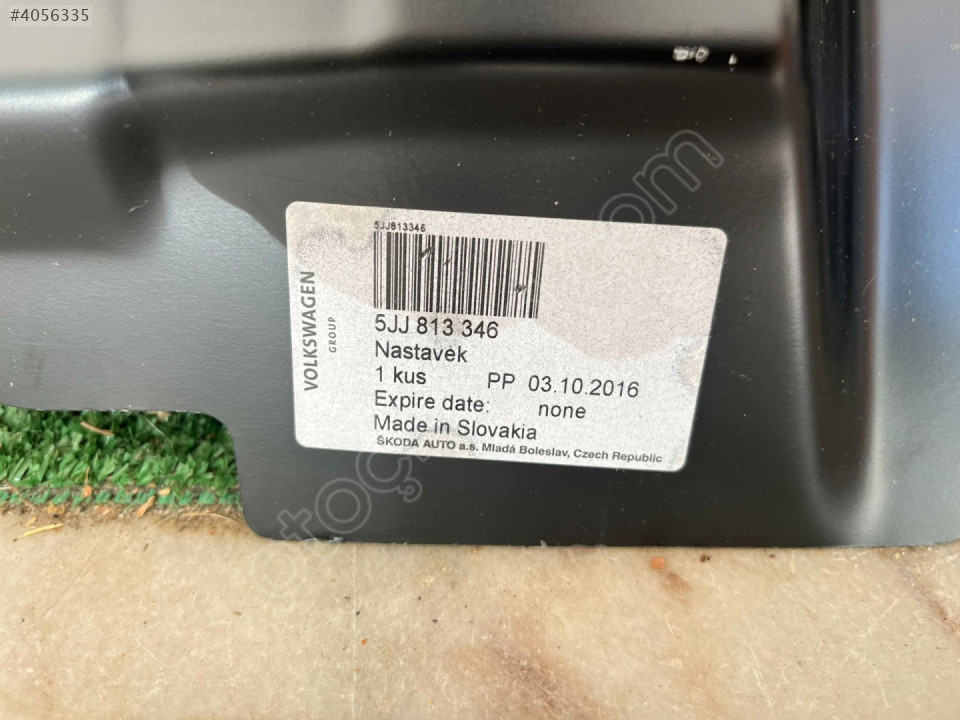 #4056335
5JJ813346
VOLKSWAGEN
GROUP
5JJ 813 346
Nastavek
1 kus PP 03.10.2016
Expire date: none
Made in Slovakia
ŠKODA AUTO a.s. Mladá Boleslav, Czech Republic